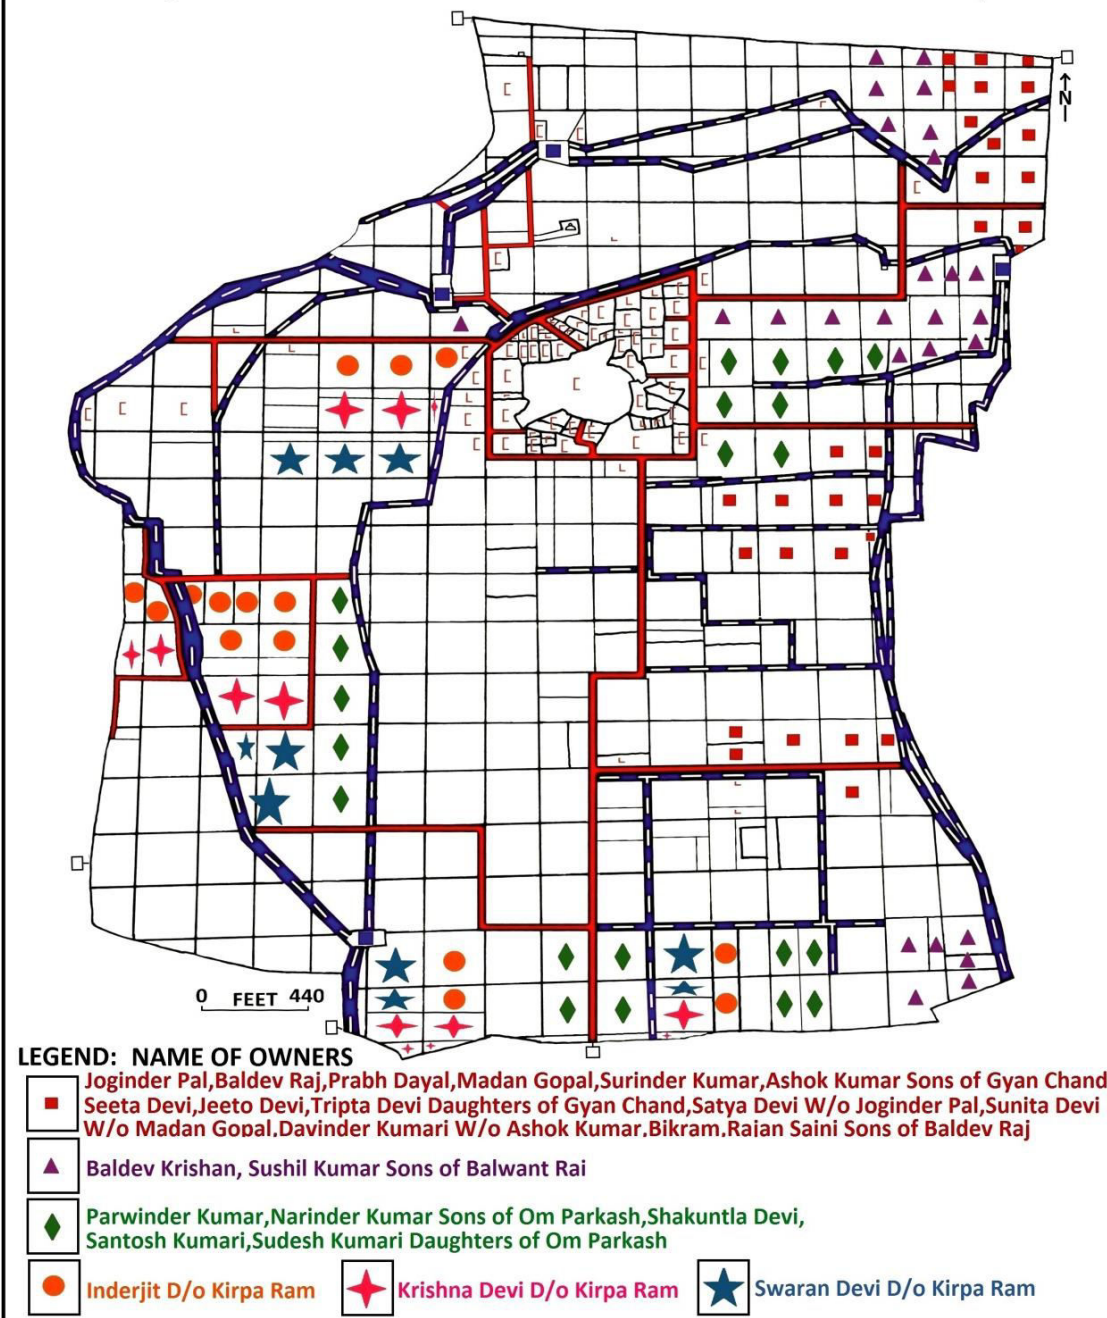 N
0 FEET 440
LEGEND: NAME OF OWNERS
Joginder Pal,Baldev Raj,Prabh Dayal,Madan Gopal,Surinder Kumar,Ashok Kumar Sons of Gyan Chand
Seeta Devi,Jeeto Devi,Tripta Devi Daughters of Gyan Chand,Satya Devi W/o Joginder Pal,Sunita Devi
W/o Madan Gopal,Davinder Kumari W/o Ashok Kumar,Bikram,Rajan Saini Sons of Baldev Raj
Baldev Krishan, Sushil Kumar Sons of Balwant Rai
Parwinder Kumar,Narinder Kumar Sons of Om Parkash,Shakuntla Devi,
Santosh Kumari,Sudesh Kumari Daughters of Om Parkash
Inderjit D/o Kirpa Ram
Krishna Devi D/o Kirpa Ram
Swaran Devi D/o Kirpa Ram